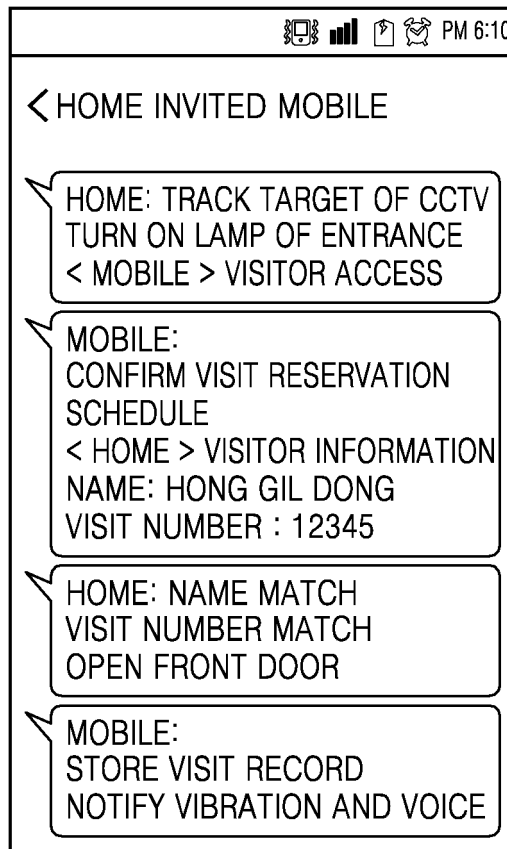 PM 6:10
< HOME INVITED MOBILE
HOME: TRACK TARGET OF CCTV
TURN ON LAMP OF ENTRANCE
< MOBILE > VISITOR ACCESS
MOBILE:
CONFIRM VISIT RESERVATION
SCHEDULE
< HOME > VISITOR INFORMATION
NAME: HONG GIL DONG
VISIT NUMBER : 12345
HOME: NAME MATCH
VISIT NUMBER MATCH
OPEN FRONT DOOR
MOBILE:
STORE VISIT RECORD
NOTIFY VIBRATION AND VOICE